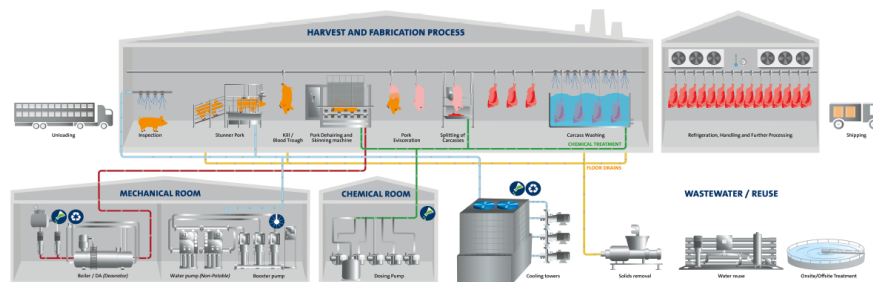 HARVEST AND FABRICATION PROCESS
Unloading
Inspection
Stunner Pork
Kill /
Blood Trough
Pork Dehairing and
Skinning machine
Pork
Evisceration
Splitting of
Carcasses
Carcass Washing
Refrigeration, Handling and Further Processing
Shipping
CHEMICAL TREATMENT
FLOOR DRAINS
MECHANICAL ROOM
CHEMICAL ROOM
WASTEWATER / REUSE
Boiler / DA (Deaerator)
Water pump (Non-Potable)
Booster pump
Dosing Pump
Cooling towers
Solids removal
Water reuse
Onsite/Offsite Treatment